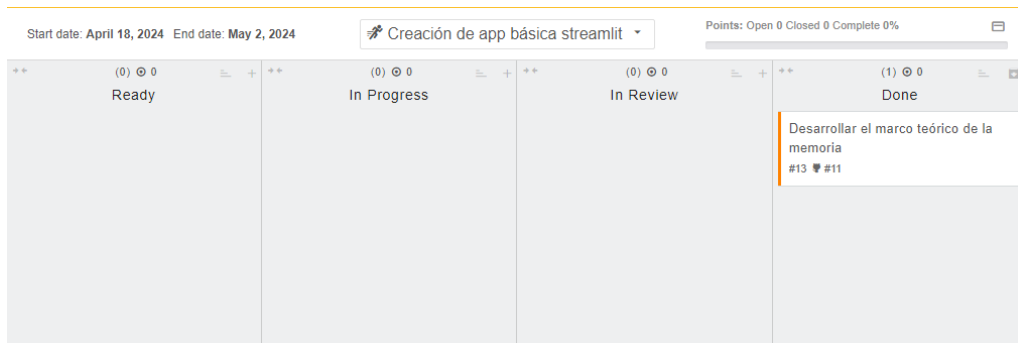 Start date: April 18, 2024 End date: May 2, 2024
Creación de app básica streamlit
Points: Open 0 Closed 0 Complete 0%
(0) 0
Ready
(0) 0
In Progress
(0) 0
In Review
(1) 0
Done
Desarrollar el marco teórico de la
memoria
#13 #11